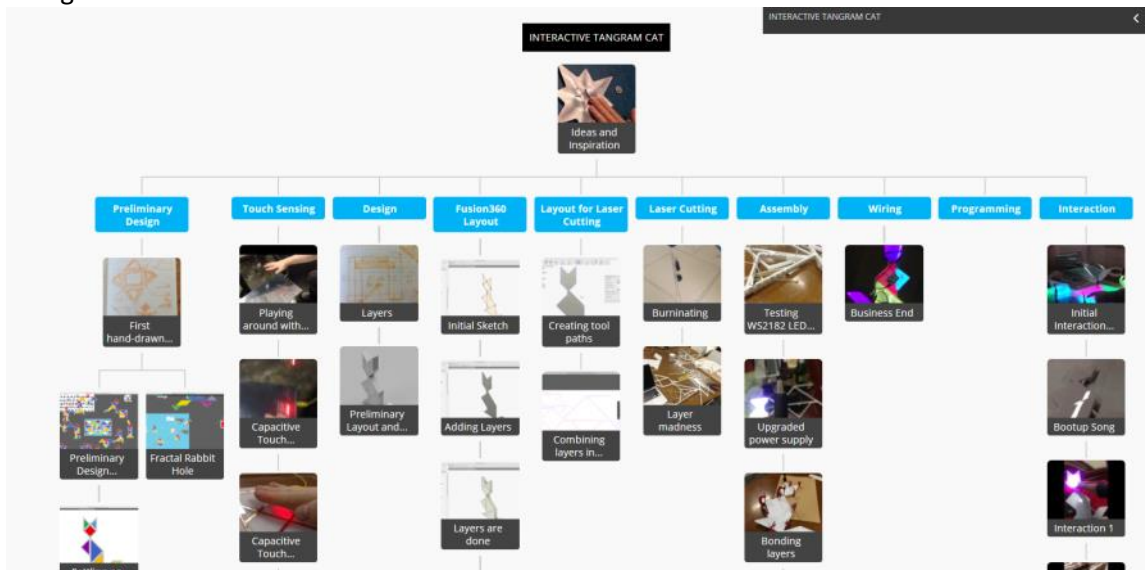 INTERACTIVE TANGRAM CAT
INTERACTIVE TANGRAM CAT
Ideas and
Inspiration
Preliminary
Design
Touch Sensing
Design
Fusion360
Layout
Layout for Laser
Cutting
Laser Cutting
Assembly
Wiring
Programming
Interaction
First
hand-drawn...
Playing
around with...
Layers
Initial Sketch
Creating tool
paths
Burninating
Testing
WS2182 LED...
Business End
Initial
Interaction...
Preliminary
Design...
Fractal Rabbit
Hole
Capacitive
Touch...
Preliminary
Layout and...
Adding Layers
Combining
layers in...
Layer
madness
Upgraded
power supply
Bootup Song
Capacitive
Touch...
Layers are
done
Bonding
layers
Interaction 1